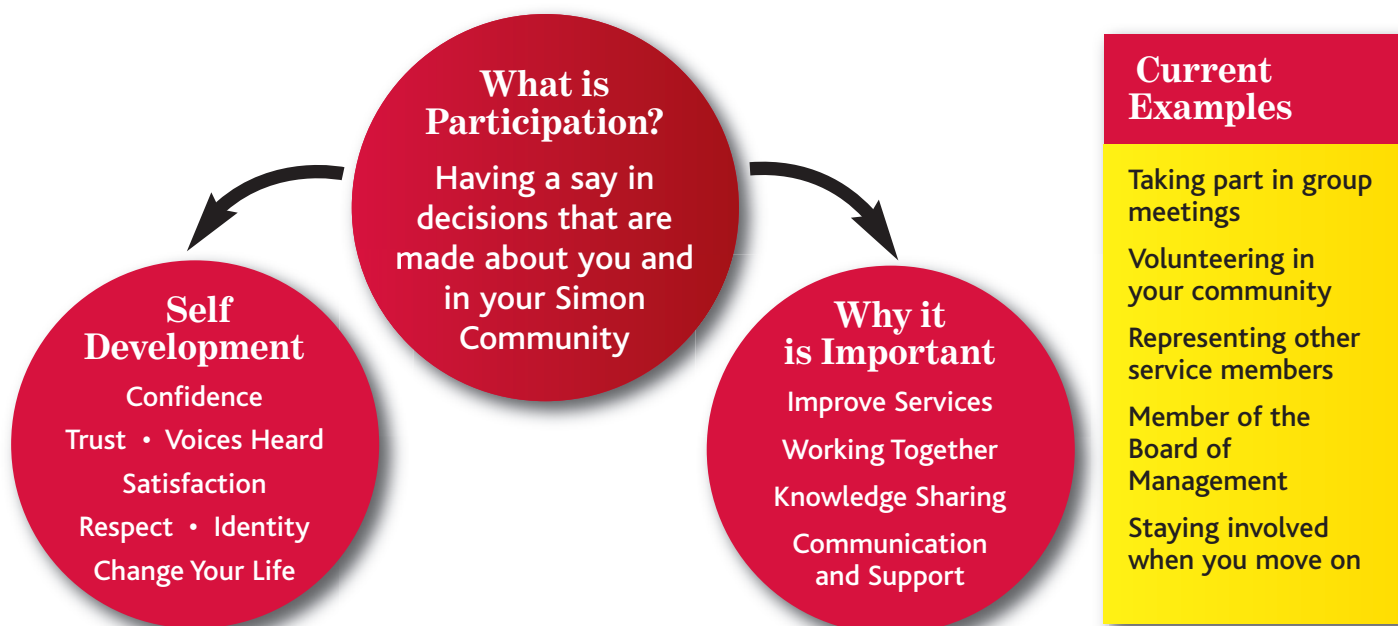 What is
Participation?
Having a say in
decisions that are
made about you and
in your Simon
Community
Self
Development
Confidence
Trust • Voices Heard
Satisfaction
Respect • Identity
Change Your Life
Why it
is Important
Improve Services
Working Together
Knowledge Sharing
Communication
and Support
Current
Examples
Taking part in group
meetings
Volunteering in
your community
Representing other
service members
Member of the
Board of
Management
Staying involved
when you move on